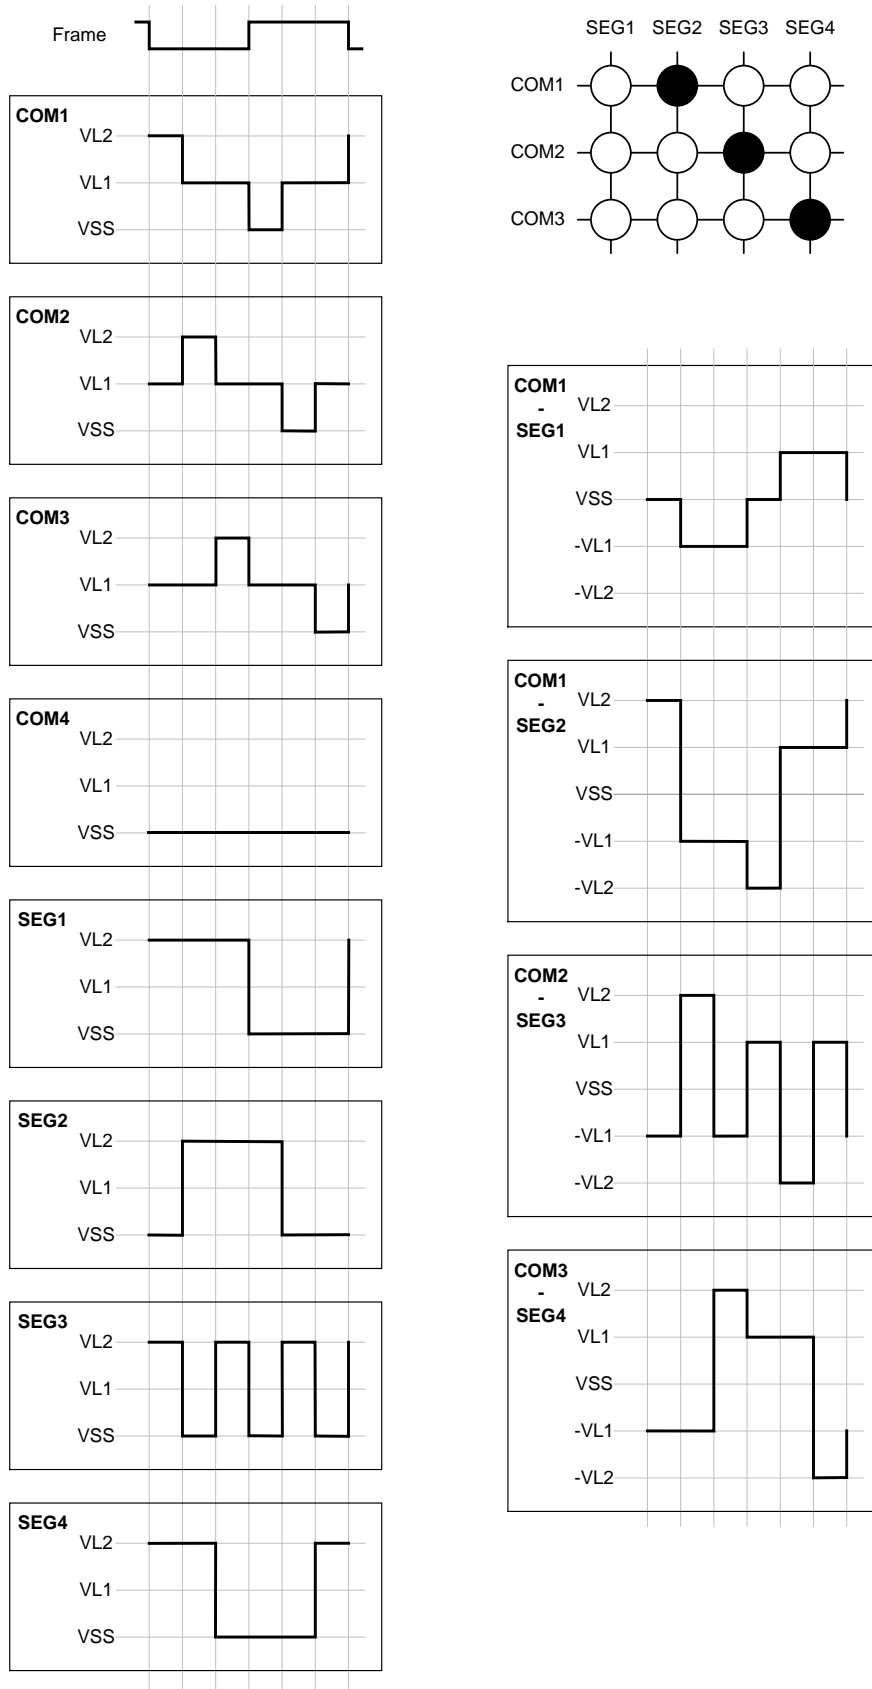 Frame
COM1
VL2
VL1
VSS
COM2
VL2
VL1
VSS
COM3
VL2
VL1
VSS
COM4
VL2
VL1
VSS
SEG1
VL2
VL1
VSS
SEG2
VL2
VL1
VSS
SEG3
VL2
VL1
VSS
SEG4
VL2
VL1
VSS
SEG1 SEG2 SEG3 SEG4
COM1
COM2
COM3
COM1
-
SEG1
VL2
VL1
VSS
-VL1
-VL2
COM1
-
SEG2
VL2
VL1
VSS
-VL1
-VL2
COM2
-
SEG3
VL2
VL1
VSS
-VL1
-VL2
COM3
-
SEG4
VL2
VL1
VSS
-VL1
-VL2